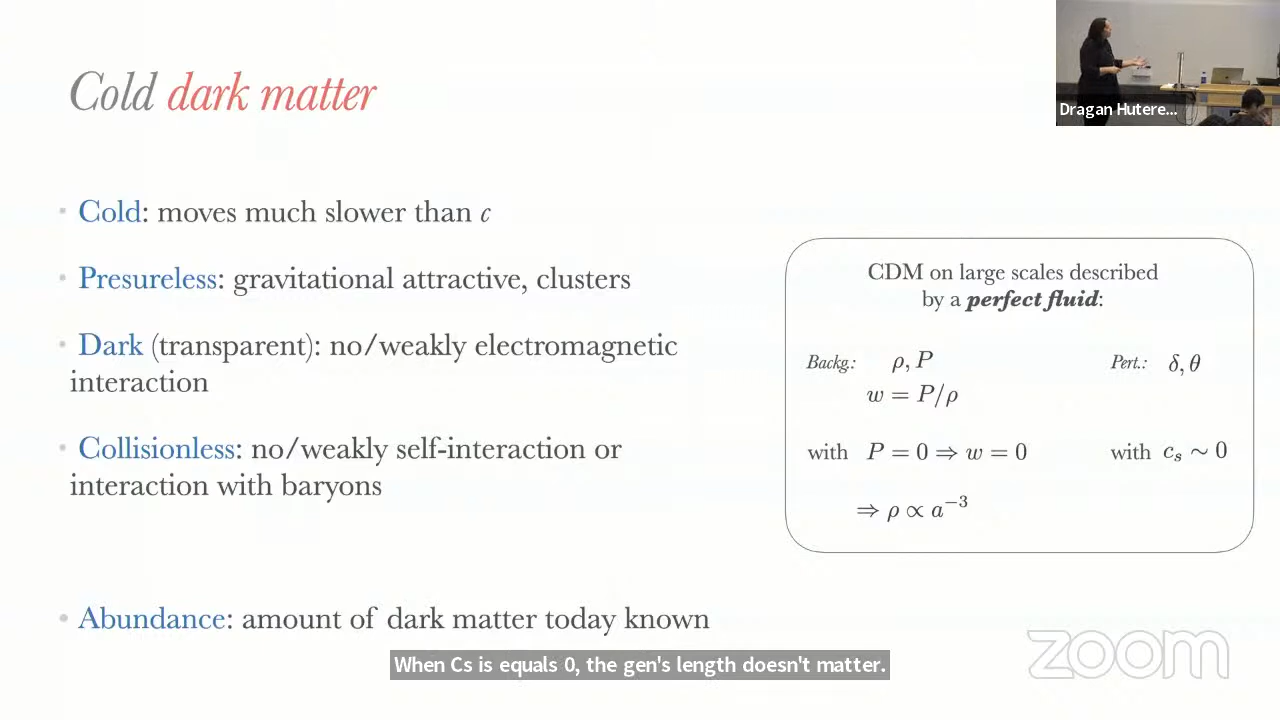 Cold dark matter
Dragan Hutere...
• Cold: moves much slower than c
• Presureless: gravitational attractive, clusters
• Dark (transparent): no/weakly electromagnetic
interaction
• Collisionless: no/weakly self-interaction or
interaction with baryons
• Abundance: amount of dark matter today known
CDM on large scales described
by a perfect fluid:
Backg.: ρ, P Pert.: δ, θ
w = P/ρ
with P = 0 ⇒ w = 0 with cₛ ~ 0
⇒ ρ ∝ a⁻³
When Cs is equals 0, the gen's length doesn't matter.
zoom